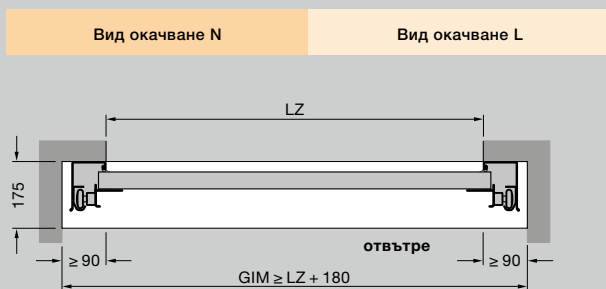 Вид окачване N
Вид окачване L
LZ
175
отвътре
≥ 90
≥ 90
GIM ≥ LZ + 180